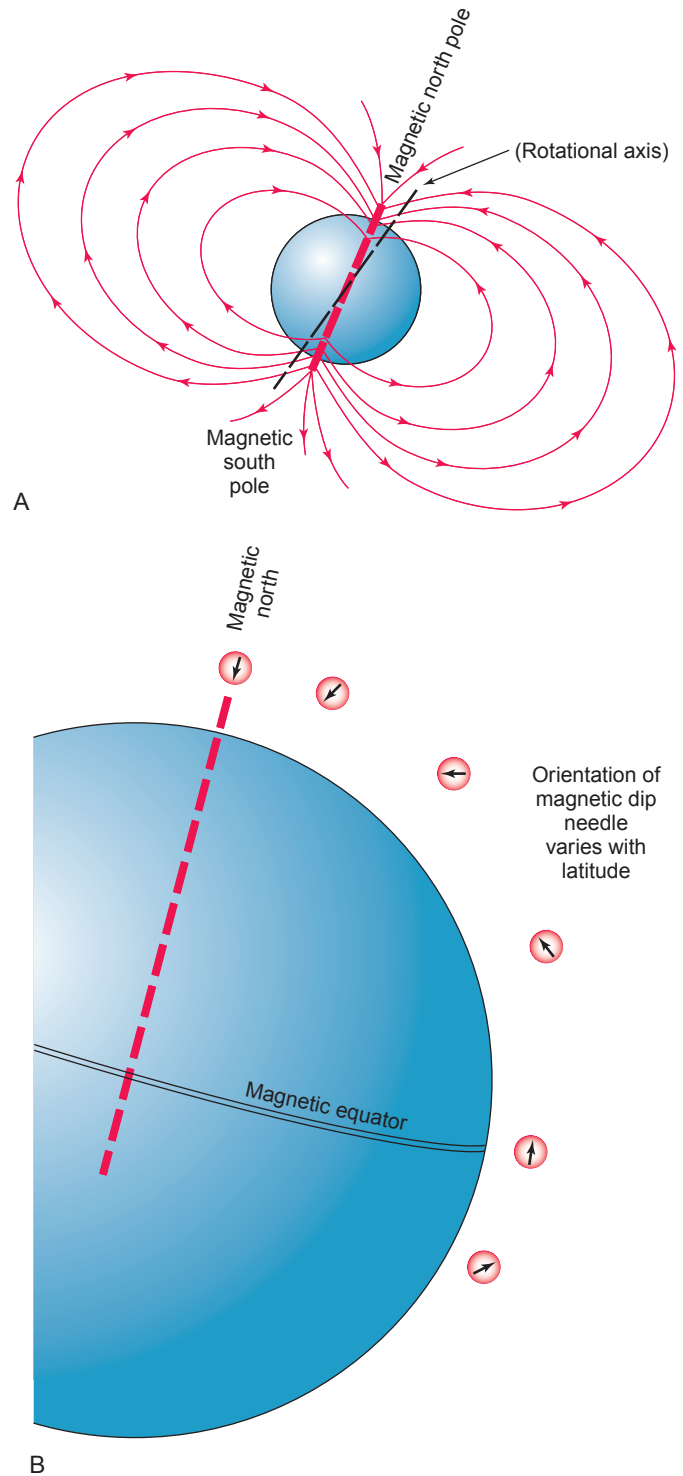 Magnetic north pole
(Rotational axis)
Magnetic
south
pole
A
Magnetic
north
Orientation of
magnetic dip
needle
varies with
latitude
Magnetic equator
B